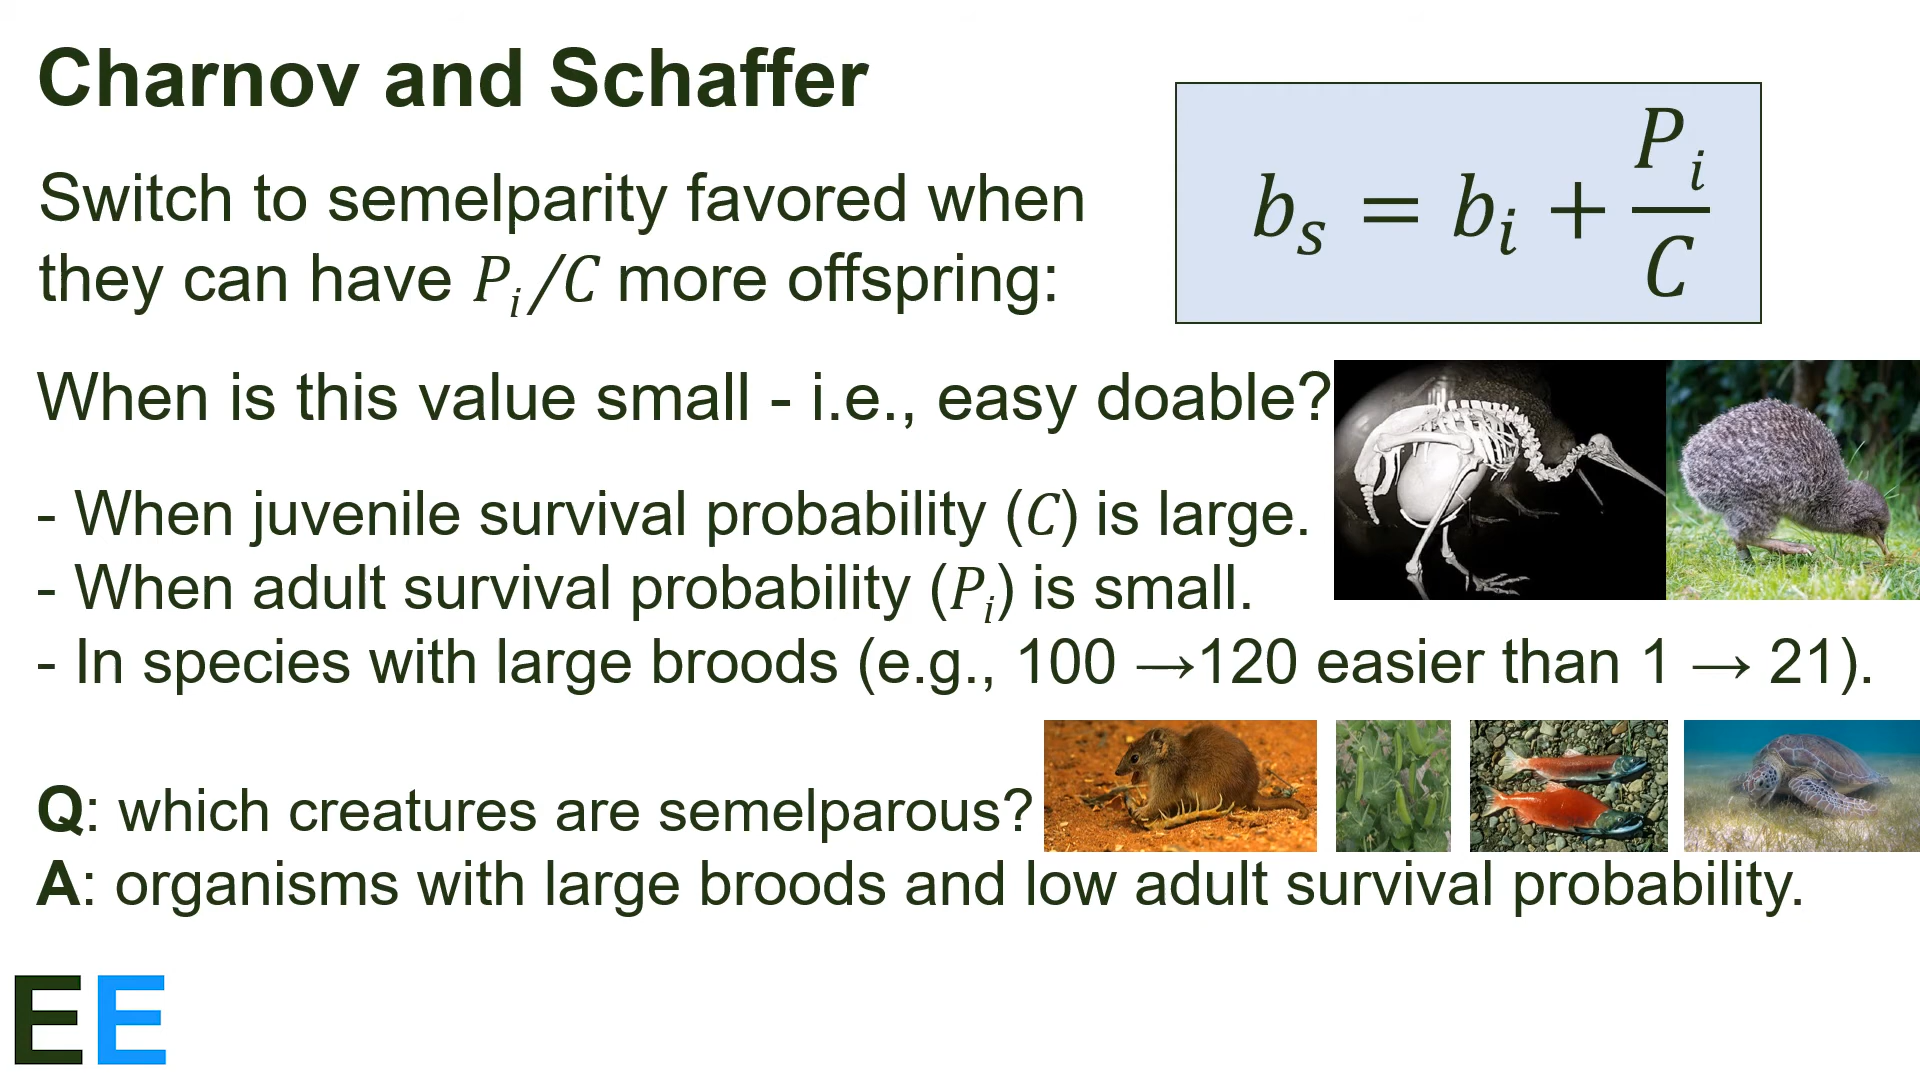 Charnov and Schaffer
b_s = b_i + P_i / C
Switch to semelparity favored when
they can have P_i/C more offspring:
When is this value small - i.e., easy doable?
- When juvenile survival probability (C) is large.
- When adult survival probability (P_i) is small.
- In species with large broods (e.g., 100 →120 easier than 1 → 21).
Q: which creatures are semelparous?
A: organisms with large broods and low adult survival probability.
EE